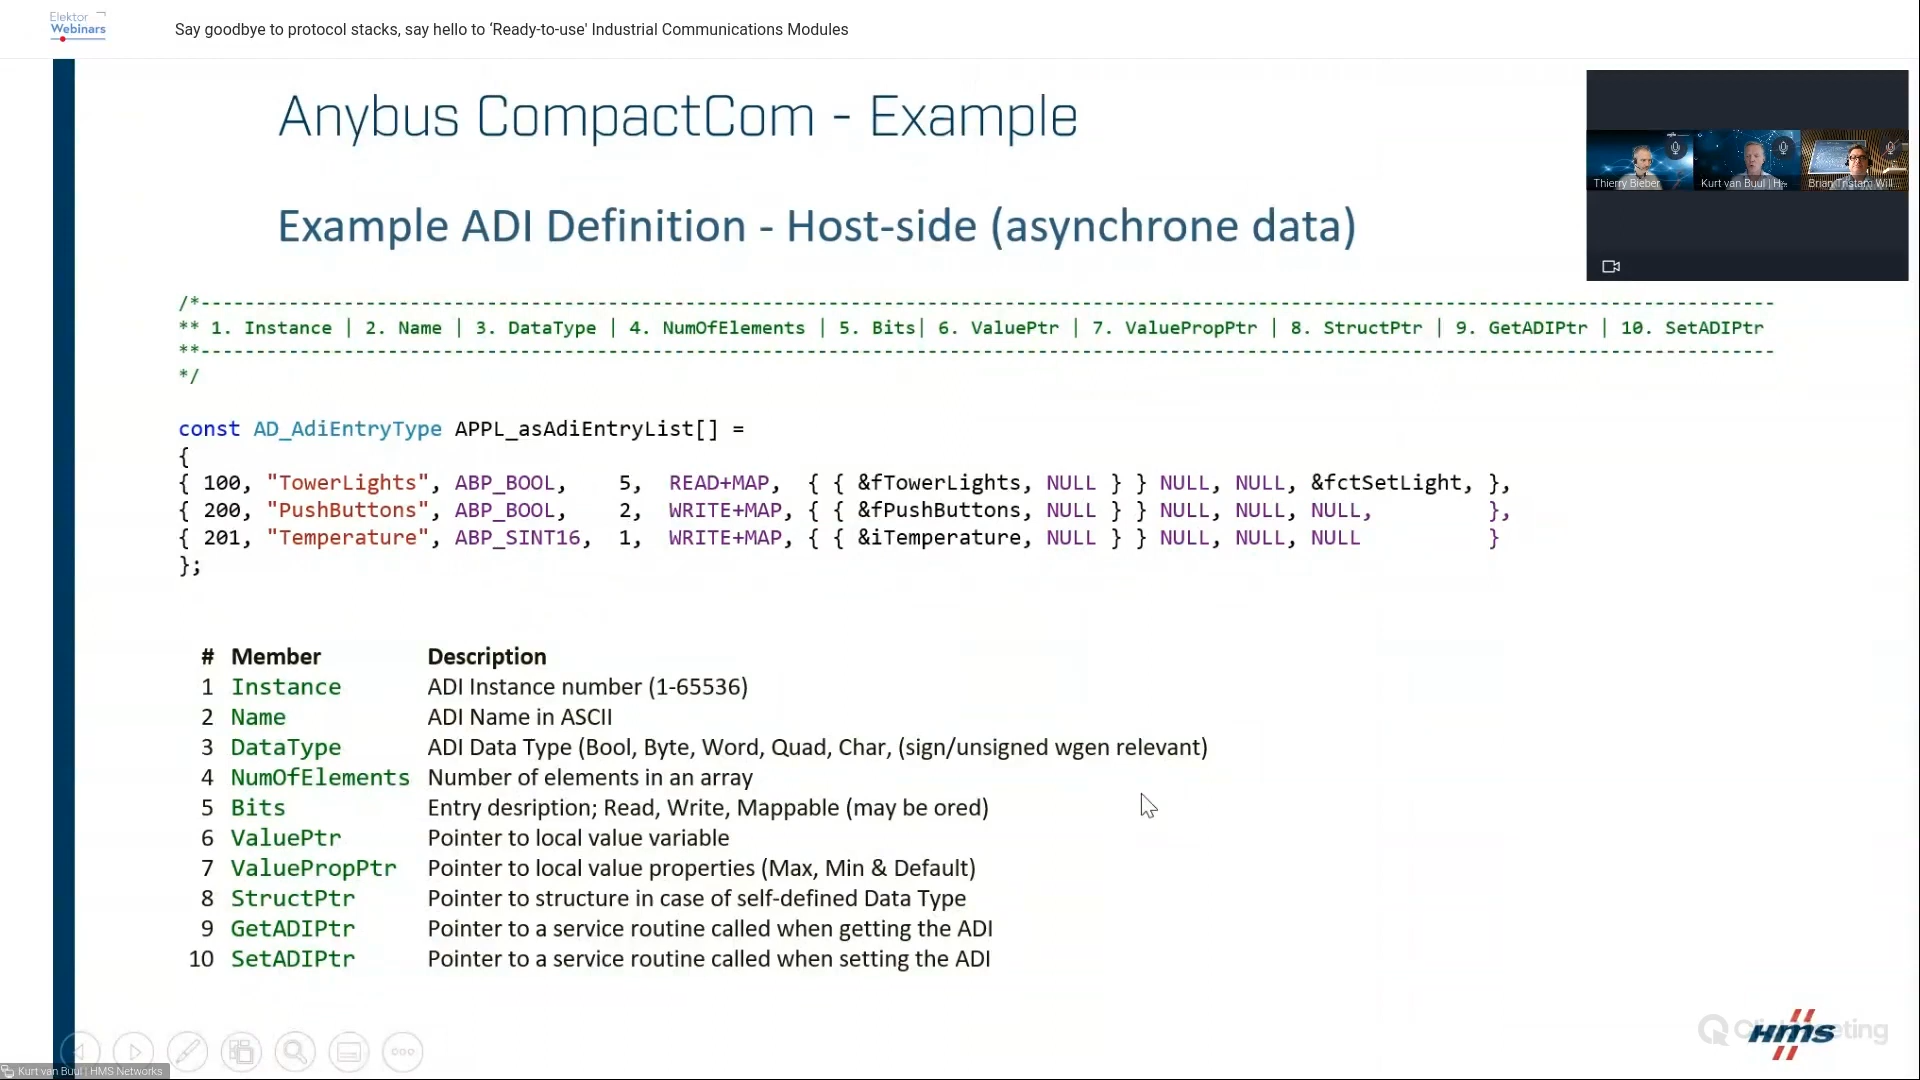 Elektor
Webinars
Say goodbye to protocol stacks, say hello to ‘Ready-to-use' Industrial Communications Modules
Anybus CompactCom - Example
Thierry Bieber
Kurt van Buul | H
Brian Tristam Will
Example ADI Definition - Host-side (asynchrone data)
/*-----------------------------------------------------------------------------------------------------------------------------------------------
** 1. Instance | 2. Name | 3. DataType | 4. NumOfElements | 5. Bits| 6. ValuePtr | 7. ValuePropPtr | 8. StructPtr | 9. GetADIPtr | 10. SetADIPtr
**-----------------------------------------------------------------------------------------------------------------------------------------------
*/
const AD_AdiEntryType APPL_asAdiEntryList[] =
{
{ 100, "TowerLights", ABP_BOOL, 5, READ+MAP, { { &fTowerLights, NULL } } NULL, NULL, &fctSetLight, },
{ 200, "PushButtons", ABP_BOOL, 2, WRITE+MAP, { { &fPushButtons, NULL } } NULL, NULL, NULL, },
{ 201, "Temperature", ABP_SINT16, 1, WRITE+MAP, { { &iTemperature, NULL } } NULL, NULL, NULL }
};
# Member Description
1 Instance ADI Instance number (1-65536)
2 Name ADI Name in ASCII
3 DataType ADI Data Type (Bool, Byte, Word, Quad, Char, (sign/unsigned wgen relevant)
4 NumOfElements Number of elements in an array
5 Bits Entry desription; Read, Write, Mappable (may be ored)
6 ValuePtr Pointer to local value variable
7 ValuePropPtr Pointer to local value properties (Max, Min & Default)
8 StructPtr Pointer to structure in case of self-defined Data Type
9 GetADIPtr Pointer to a service routine called when getting the ADI
10 SetADIPtr Pointer to a service routine called when setting the ADI
HMS
Kurt van Buul | HMS Networks